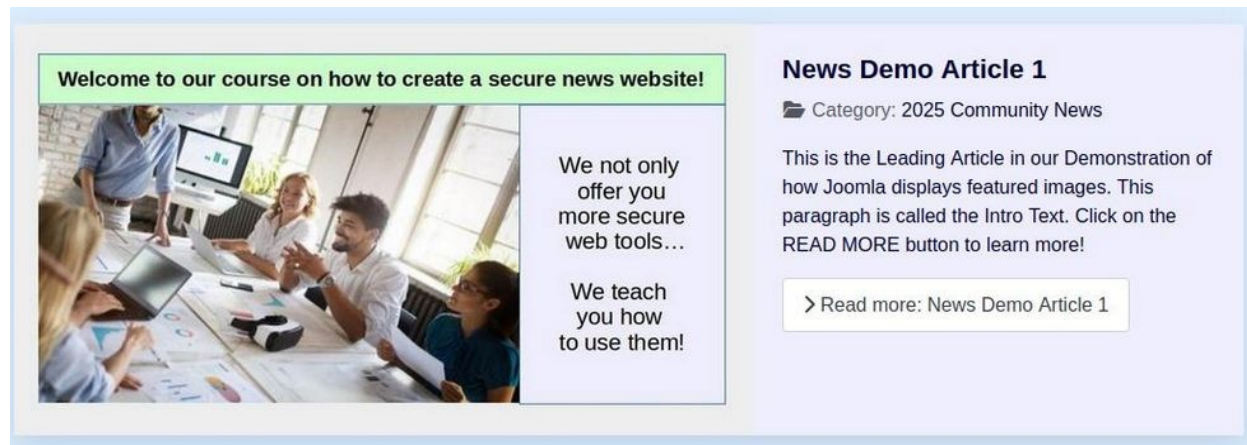 Welcome to our course on how to create a secure news website!
We not only
offer you
more secure
web tools…
We teach
you how
to use them!
News Demo Article 1
Category: 2025 Community News
This is the Leading Article in our Demonstration of
how Joomla displays featured images. This
paragraph is called the Intro Text. Click on the
READ MORE button to learn more!
Read more: News Demo Article 1